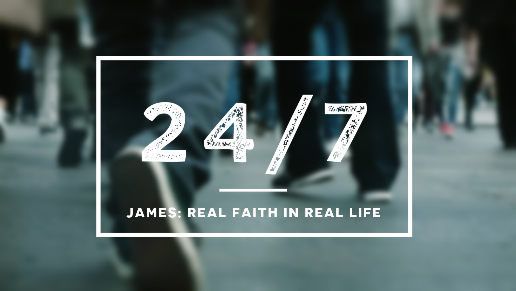 24/7
JAMES: REAL FAITH IN REAL LIFE